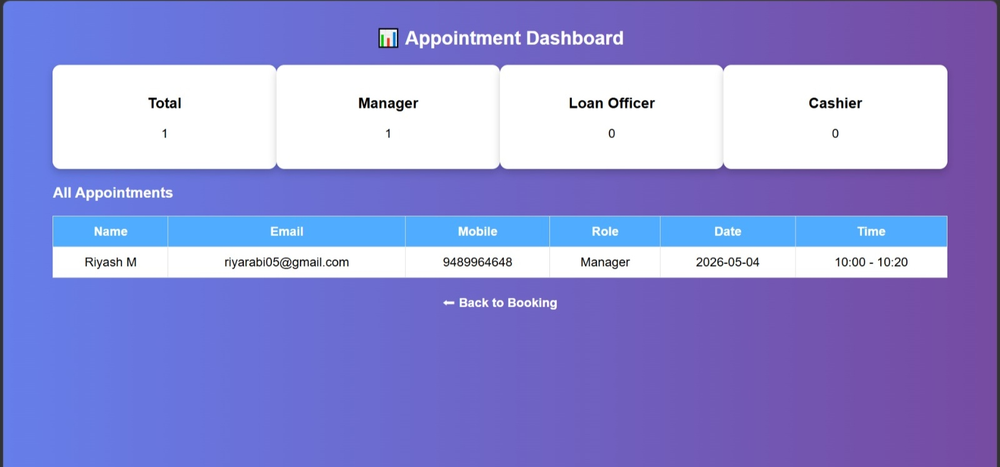 📊 Appointment Dashboard
Total Manager Loan Officer Cashier
1 1 0 0
All Appointments
Name Email Mobile Role Date Time
Riyash M riyarabi05@gmail.com 9489964648 Manager 2026-05-04 10:00 - 10:20
⬅ Back to Booking